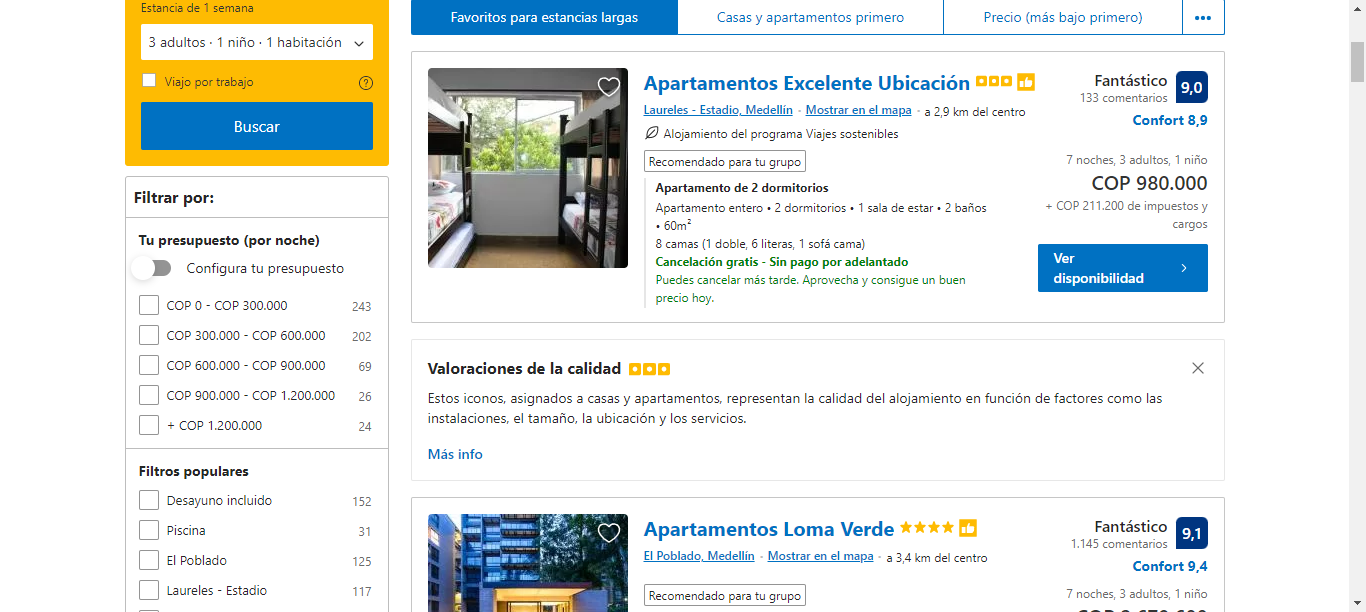 Estancia de 1 semana
3 adultos · 1 niño · 1 habitación
Viajo por trabajo
Buscar
Filtrar por:
Tu presupuesto (por noche)
Configura tu presupuesto
COP 0 - COP 300.000 243
COP 300.000 - COP 600.000 202
COP 600.000 - COP 900.000 69
COP 900.000 - COP 1.200.000 26
+ COP 1.200.000 24
Filtros populares
Desayuno incluido 152
Piscina 31
El Poblado 125
Laureles - Estadio 117
Favoritos para estancias largas
Casas y apartamentos primero
Precio (más bajo primero)
Apartamentos Excelente Ubicación
Laureles - Estadio, Medellín · Mostrar en el mapa · a 2,9 km del centro
Alojamiento del programa Viajes sostenibles
Recomendado para tu grupo
Apartamento de 2 dormitorios
Apartamento entero • 2 dormitorios • 1 sala de estar • 2 baños
• 60m²
8 camas (1 doble, 6 literas, 1 sofá cama)
Cancelación gratis - Sin pago por adelantado
Puedes cancelar más tarde. Aprovecha y consigue un buen
precio hoy.
Fantástico 9,0
133 comentarios
Confort 8,9
7 noches, 3 adultos, 1 niño
COP 980.000
+ COP 211.200 de impuestos y
cargos
Ver
disponibilidad
Valoraciones de la calidad
Estos iconos, asignados a casas y apartamentos, representan la calidad del alojamiento en función de factores como las
instalaciones, el tamaño, la ubicación y los servicios.
Más info
Apartamentos Loma Verde
El Poblado, Medellín · Mostrar en el mapa · a 3,4 km del centro
Recomendado para tu grupo
Fantástico 9,1
1.145 comentarios
Confort 9,4
7 noches, 3 adultos, 1 niño